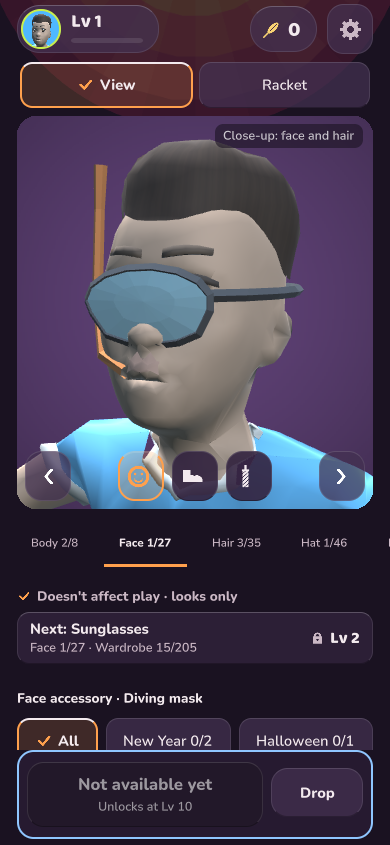 Lv 1
0
View
Racket
Close-up: face and hair
Body 2/8
Face 1/27
Hair 3/35
Hat 1/46
Doesn't affect play · looks only
Next: Sunglasses
Face 1/27 · Wardrobe 15/205
Lv 2
Face accessory · Diving mask
All
New Year 0/2
Halloween 0/1
Not available yet
Unlocks at Lv 10
Drop